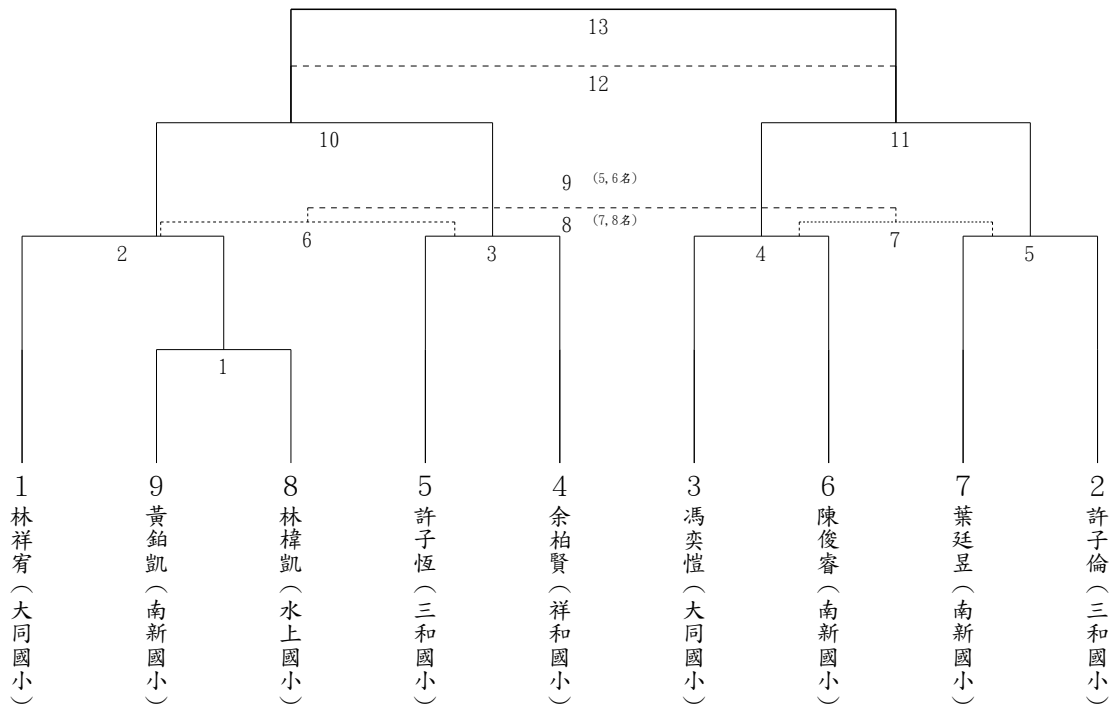 13
12
10
11
9 (5,6名)
8 (7,8名)
2
6
3
4
7
5
1
1 林祥宥(大同國小)
9 黃鉑凱(南新國小)
8 林樟凱(水上國小)
5 許子恆(三和國小)
4 余柏賢(祥和國小)
3 馮奕愷(大同國小)
6 陳俊睿(南新國小)
7 葉廷昱(南新國小)
2 許子倫(三和國小)